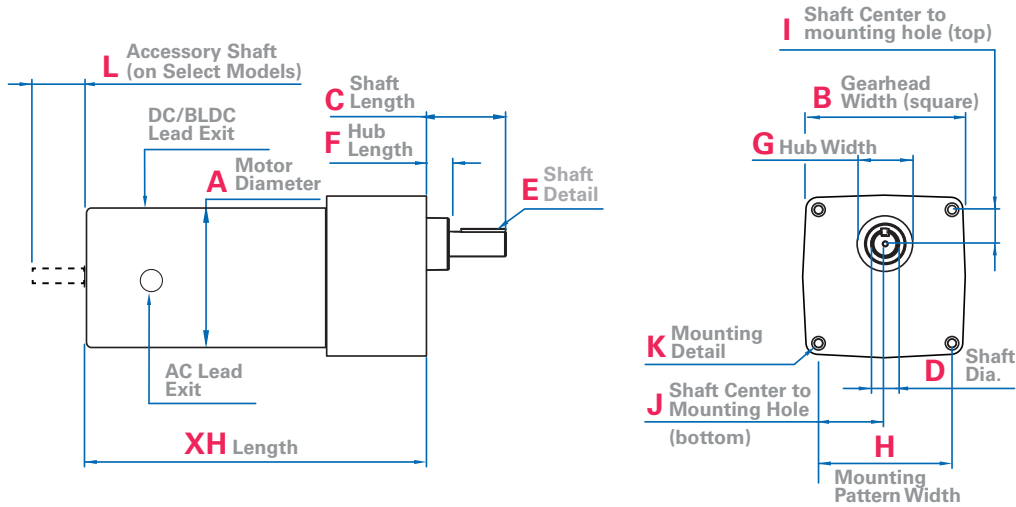 L Accessory Shaft
(on Select Models)
DC/BLDC
Lead Exit
A Motor
Diameter
C Shaft
Length
F Hub
Length
E Shaft
Detail
AC Lead
Exit
XH Length
I Shaft Center to
mounting hole (top)
B Gearhead
Width (square)
G Hub Width
K Mounting
Detail
D Shaft
Dia.
J Shaft Center to
Mounting Hole
(bottom)
H
Mounting
Pattern Width